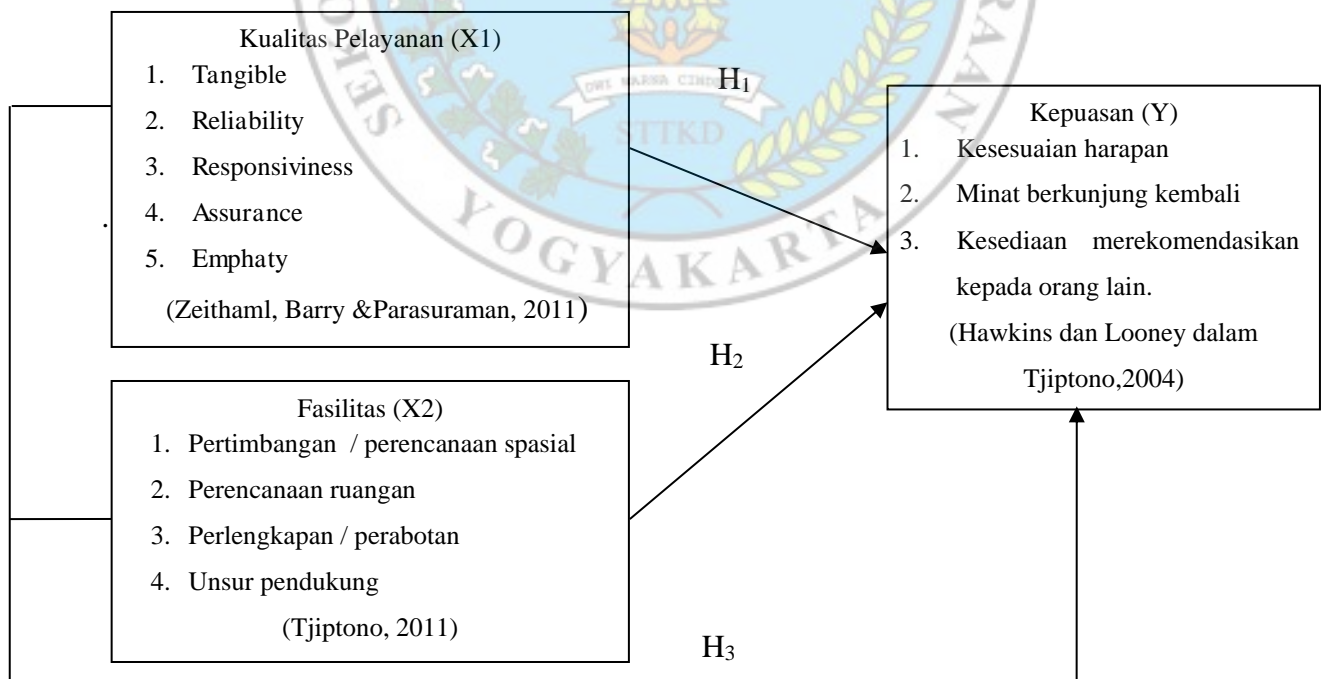 Kualitas Pelayanan (X1)
1. Tangible
2. Reliability
3. Responsiviness
4. Assurance
5. Emphaty
(Zeithaml, Barry &Parasuraman, 2011)
H₁
Kepuasan (Y)
1. Kesesuaian harapan
2. Minat berkunjung kembali
3. Kesediaan merekomendasikan
kepada orang lain.
(Hawkins dan Looney dalam
Tjiptono,2004)
H₂
Fasilitas (X2)
1. Pertimbangan / perencanaan spasial
2. Perencanaan ruangan
3. Perlengkapan / perabotan
4. Unsur pendukung
(Tjiptono, 2011)
H₃
.
STTKD
YOGYAKARTA